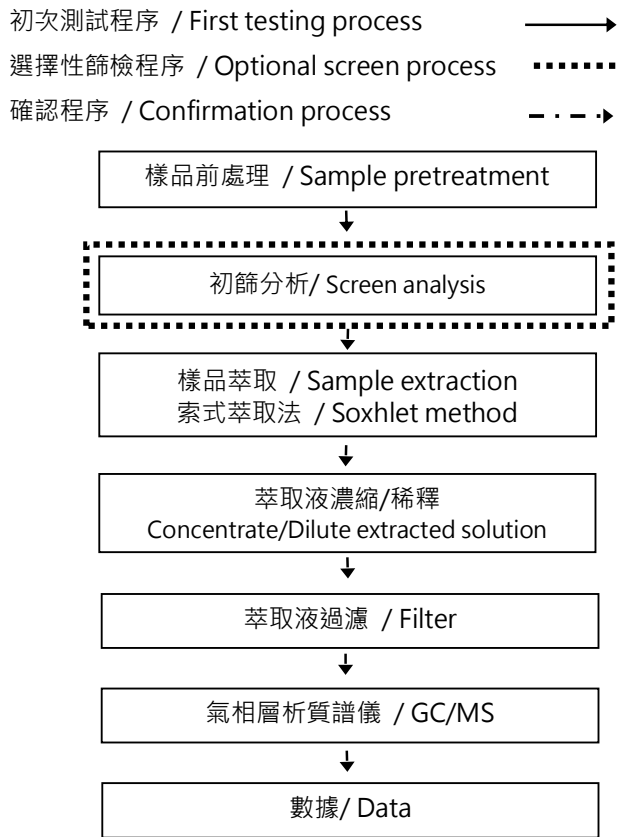 初次測試程序 / First testing process
選擇性篩檢程序 / Optional screen process
確認程序 / Confirmation process
樣品前處理 / Sample pretreatment
初篩分析/ Screen analysis
樣品萃取 / Sample extraction
索式萃取法 / Soxhlet method
萃取液濃縮/稀釋
Concentrate/Dilute extracted solution
萃取液過濾 / Filter
氣相層析質譜儀 / GC/MS
數據/ Data